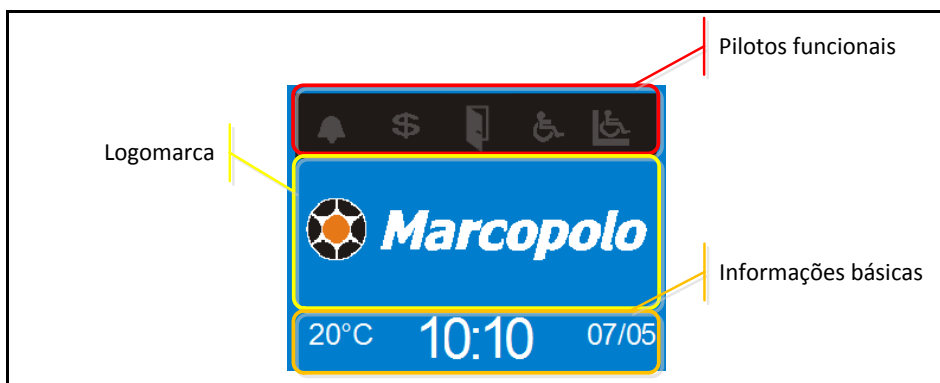 Pilotos funcionais
$
Logomarca
Marcopolo
Informações básicas
20°C 10:10 07/05